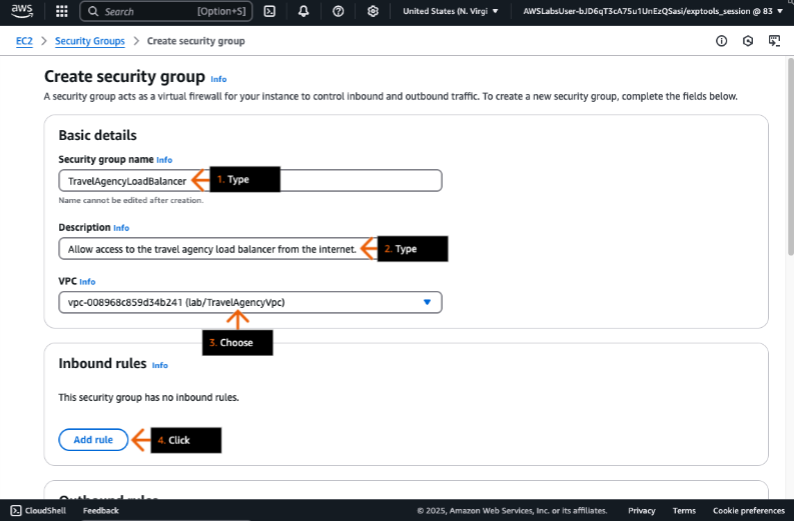 aws Search [Option+S] United States (N. Virgi AWSLabsUser-bJD6qT3cA75u1UnEzQSasi/exptools_session @ 83
EC2 > Security Groups > Create security group
Create security group Info
A security group acts as a virtual firewall for your instance to control inbound and outbound traffic. To create a new security group, complete the fields below.
Basic details
Security group name Info
TravelAgencyLoadBalancer 1. Type
Name cannot be edited after creation.
Description Info
Allow access to the travel agency load balancer from the internet. 2. Type
VPC Info
vpc-008968c859d34b241 (lab/TravelAgencyVpc)
3. Choose
Inbound rules Info
This security group has no inbound rules.
Add rule 4. Click
Outbound rules
CloudShell Feedback © 2025, Amazon Web Services, Inc. or its affiliates. Privacy Terms Cookie preferences